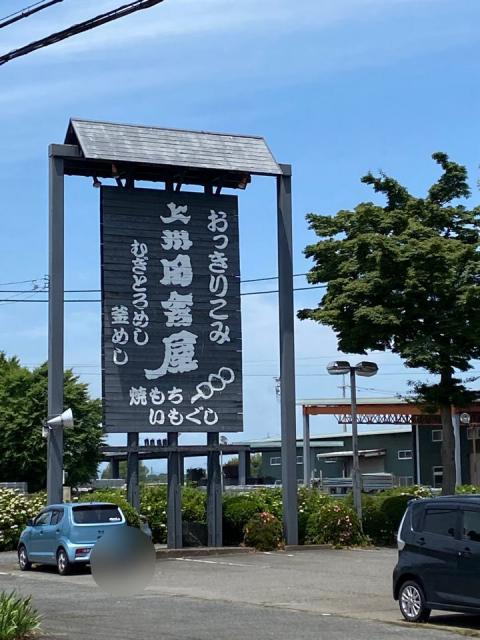 おっきりこみ
上州田舎屋
むぎとろめし
釜めし
焼もち
いもぐし